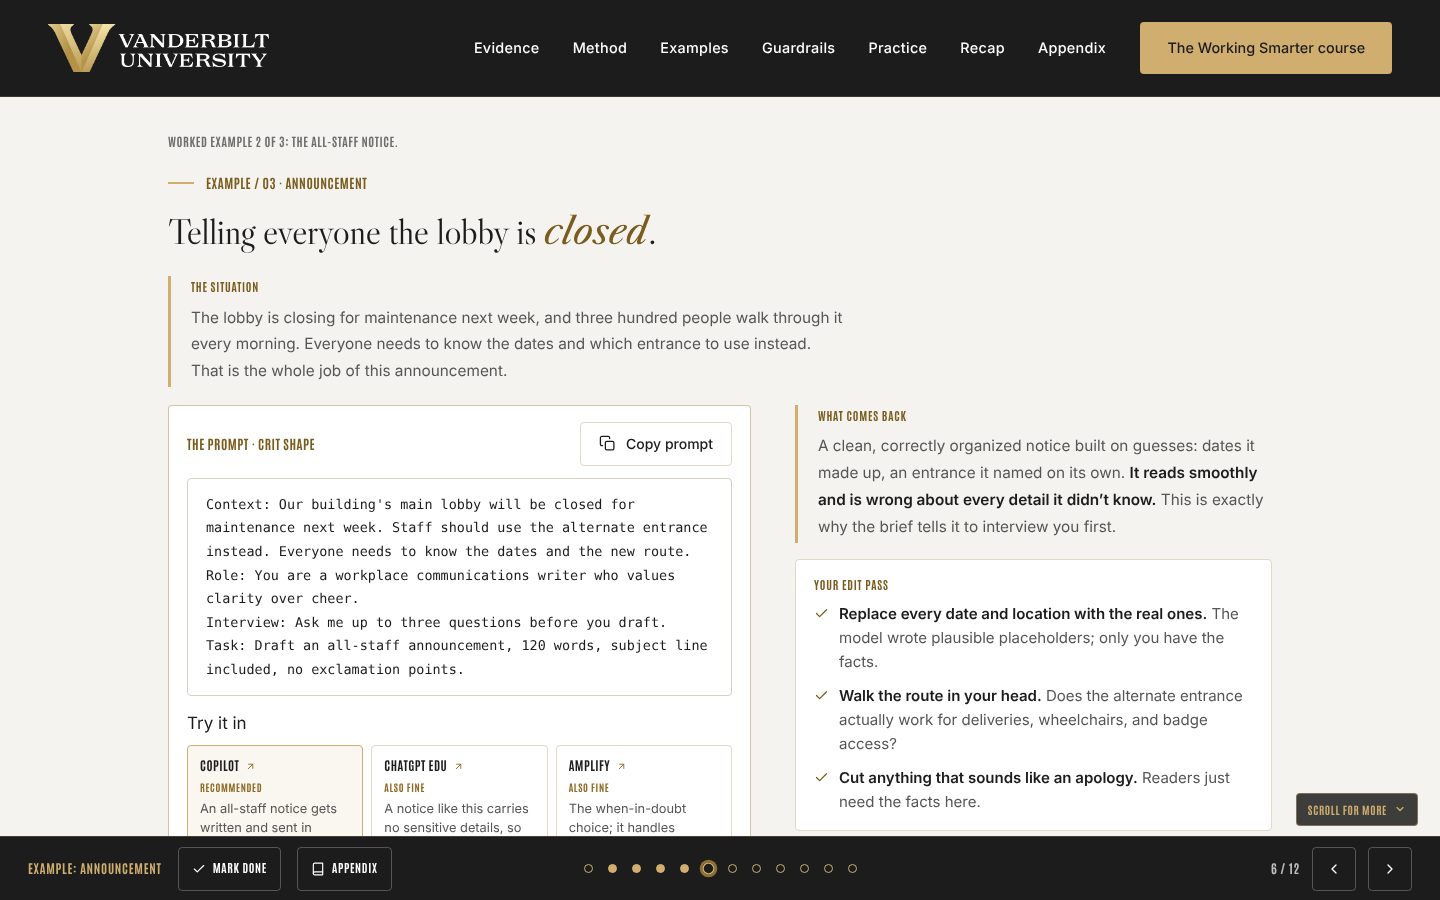 VANDERBILT
UNIVERSITY
Evidence
Method
Examples
Guardrails
Practice
Recap
Appendix
The Working Smarter course
WORKED EXAMPLE 2 OF 3: THE ALL-STAFF NOTICE.
EXAMPLE / 03 · ANNOUNCEMENT
Telling everyone the lobby is closed.
THE SITUATION
The lobby is closing for maintenance next week, and three hundred people walk through it
every morning. Everyone needs to know the dates and which entrance to use instead.
That is the whole job of this announcement.
THE PROMPT · CRIT SHAPE
Copy prompt
Context: Our building's main lobby will be closed for
maintenance next week. Staff should use the alternate entrance
instead. Everyone needs to know the dates and the new route.
Role: You are a workplace communications writer who values
clarity over cheer.
Interview: Ask me up to three questions before you draft.
Task: Draft an all-staff announcement, 120 words, subject line
included, no exclamation points.
Try it in
COPILOT
RECOMMENDED
An all-staff notice gets
written and sent in
CHATGPT EDU
ALSO FINE
A notice like this carries
no sensitive details, so
AMPLIFY
ALSO FINE
The when-in-doubt
choice; it handles
WHAT COMES BACK
A clean, correctly organized notice built on guesses: dates it
made up, an entrance it named on its own. It reads smoothly
and is wrong about every detail it didn’t know. This is exactly
why the brief tells it to interview you first.
YOUR EDIT PASS
Replace every date and location with the real ones. The
model wrote plausible placeholders; only you have the
facts.
Walk the route in your head. Does the alternate entrance
actually work for deliveries, wheelchairs, and badge
access?
Cut anything that sounds like an apology. Readers just
need the facts here.
SCROLL FOR MORE
EXAMPLE: ANNOUNCEMENT
MARK DONE
APPENDIX
6 / 12